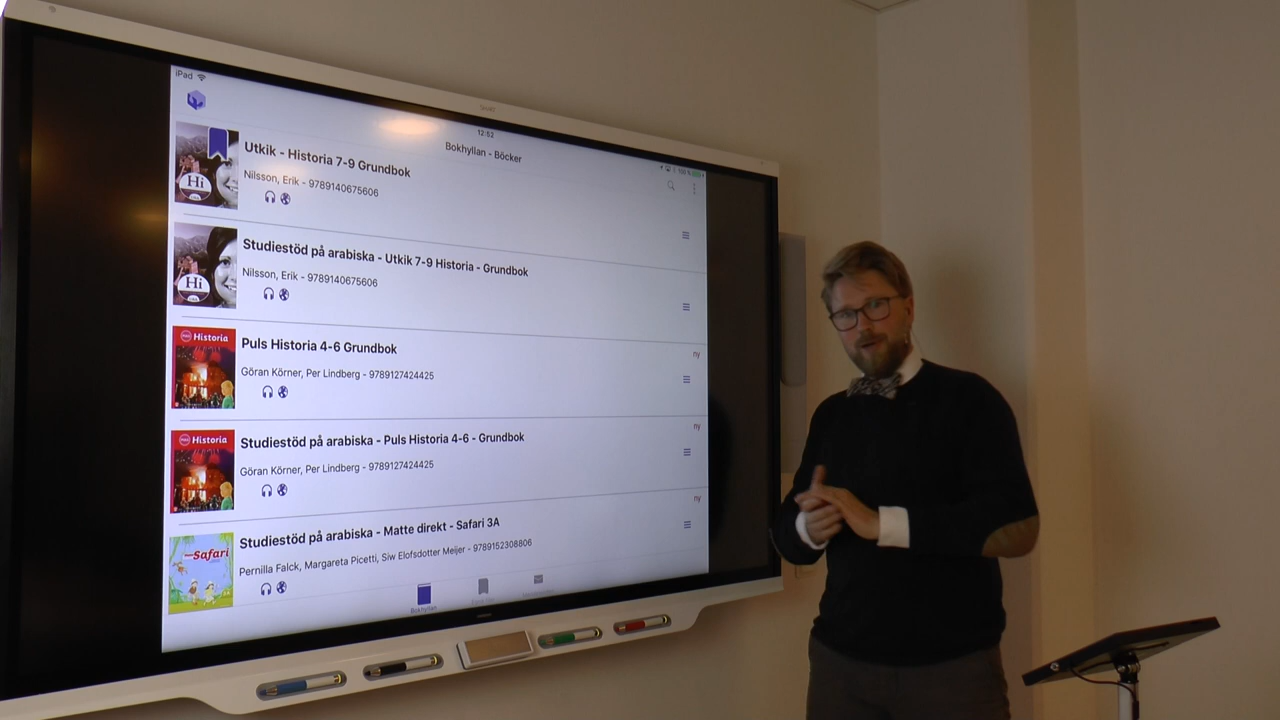 SMART
iPad
12:52
100 %
Bokhyllan - Böcker
Utkik - Historia 7-9 Grundbok
Nilsson, Erik - 9789140675606
Hi
Studiestöd på arabiska - Utkik 7-9 Historia - Grundbok
Nilsson, Erik - 9789140675606
Hi
Puls Historia 4-6 Grundbok
ny
Göran Körner, Per Lindberg - 9789127424425
Historia
Studiestöd på arabiska - Puls Historia 4-6 - Grundbok
ny
Göran Körner, Per Lindberg - 9789127424425
Historia
Studiestöd på arabiska - Matte direkt - Safari 3A
ny
Pernilla Falck, Margareta Picetti, Siw Elofsdotter Meijer - 9789152308806
Safari
Bokhyllan